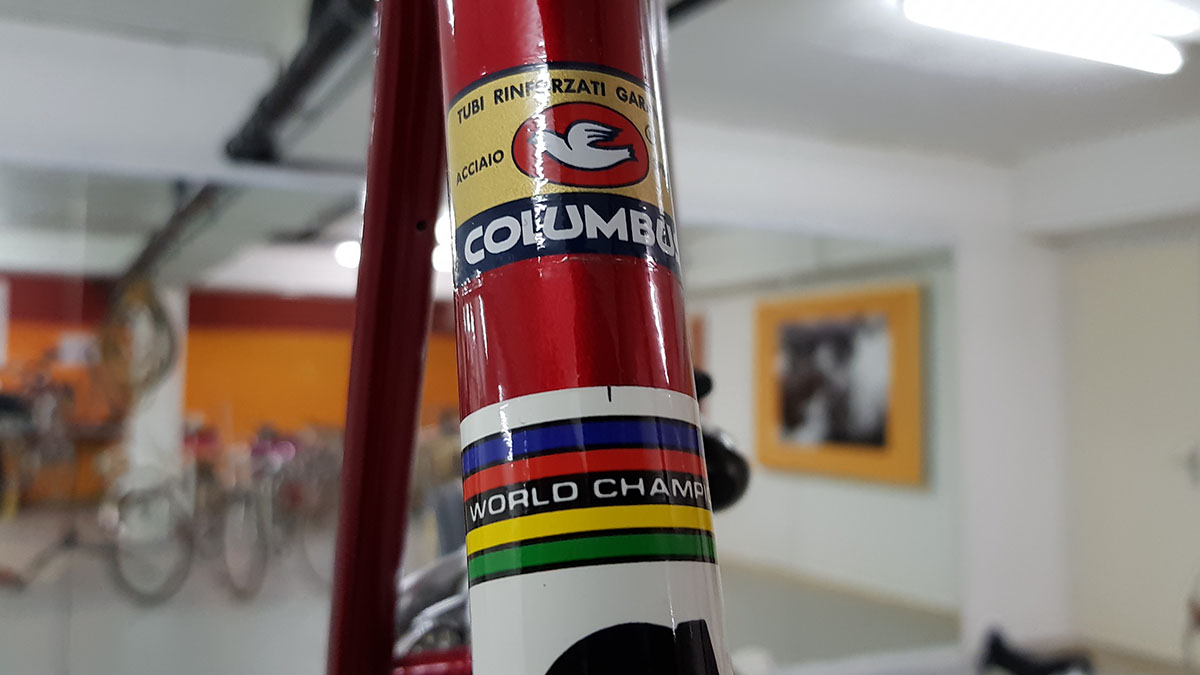 TUBI RINFORZATI GAR
ACCIAIO
COLUMBU
WORLD CHAMP